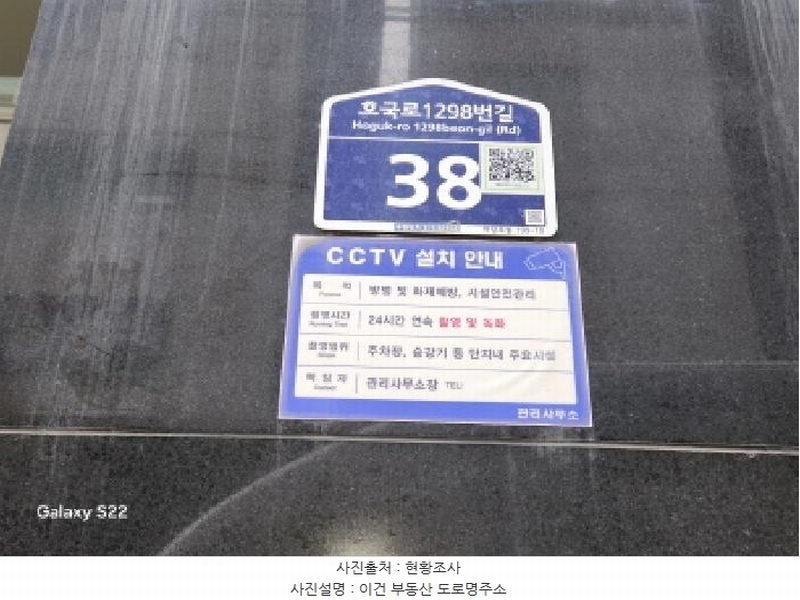 호국로1298번길
Hoguk-ro 1298beon-gil (Rd)
38
CCTV 설치 안내
목 적
방범 및 화재예방, 시설안전관리
촬영시간
24시간 연속 촬영 및 녹화
촬영범위
주차장, 승강기 등 단지내 주요시설
책 임 자
관리사무소장 TEL:
관리사무소
Galaxy S22
사진출처 : 현황조사
사진설명 : 이건 부동산 도로명주소